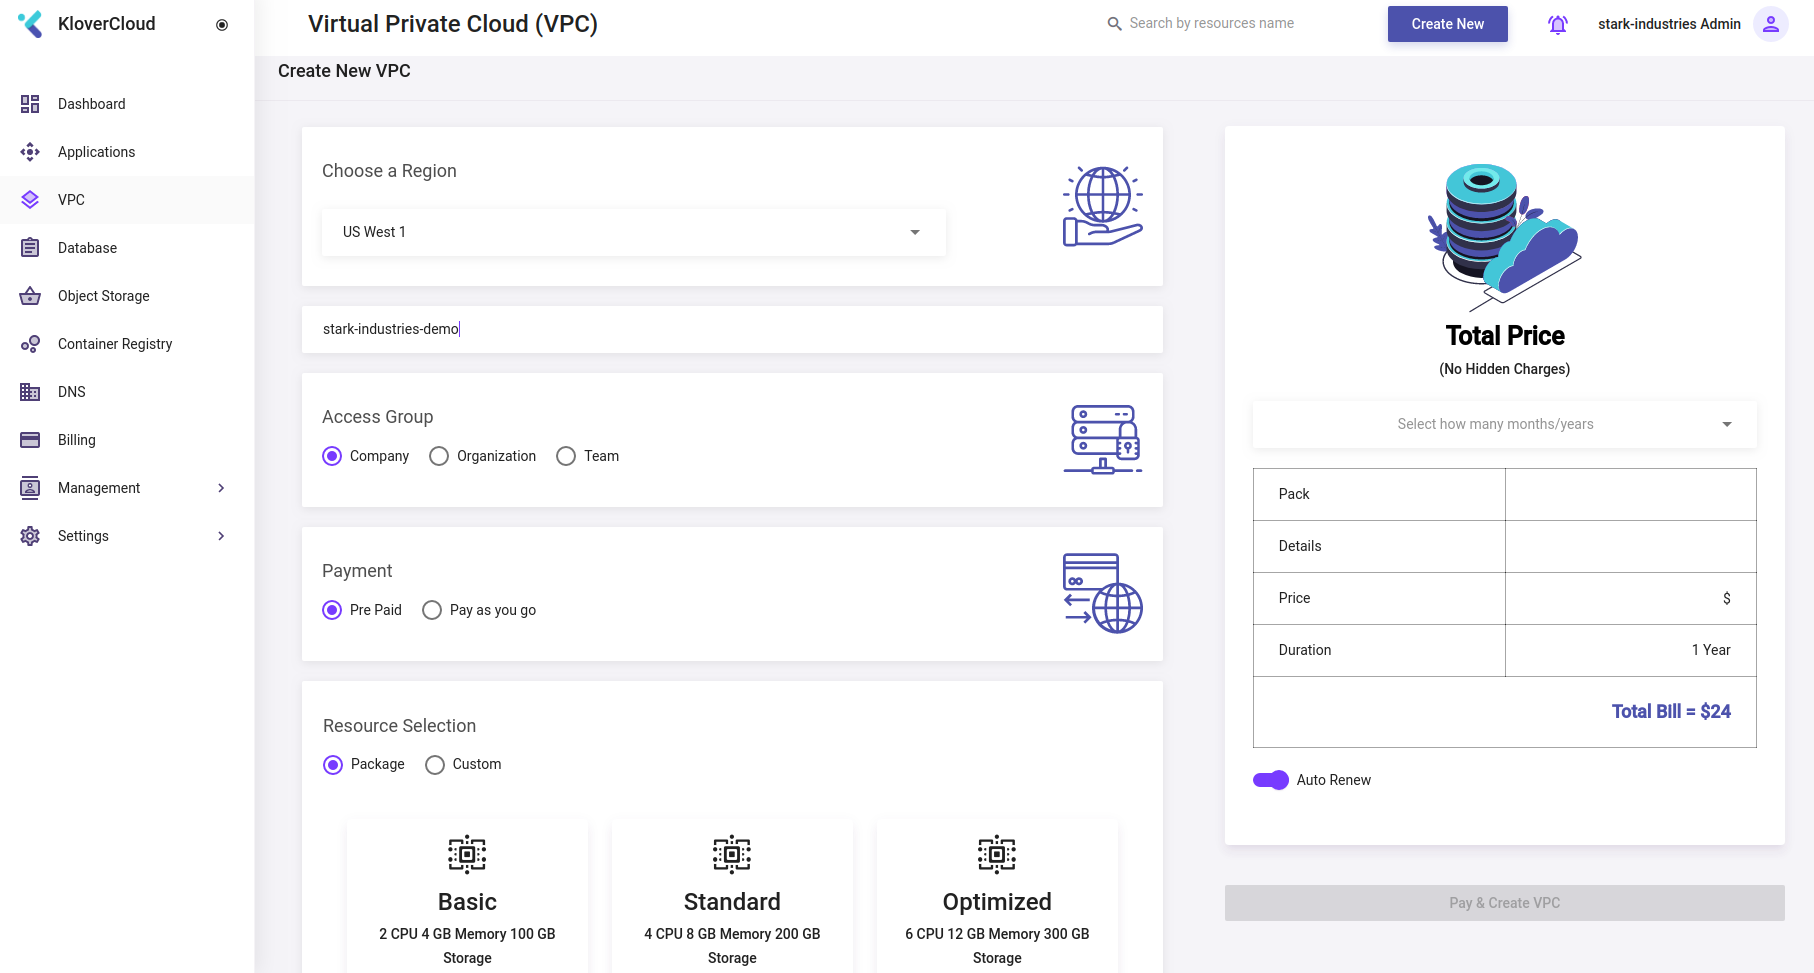 KloverCloud
Virtual Private Cloud (VPC)
Search by resources name
Create New
stark-industries Admin
Create New VPC
Dashboard
Applications
VPC
Database
Object Storage
Container Registry
DNS
Billing
Management
Settings
Choose a Region
US West 1
stark-industries-demo
Access Group
Company
Organization
Team
Payment
Pre Paid
Pay as you go
Resource Selection
Package
Custom
Basic
2 CPU 4 GB Memory 100 GB
Storage
Standard
4 CPU 8 GB Memory 200 GB
Storage
Optimized
6 CPU 12 GB Memory 300 GB
Storage
Total Price
(No Hidden Charges)
Select how many months/years
Pack
Details
Price $
Duration 1 Year
Total Bill = $24
Auto Renew
Pay & Create VPC